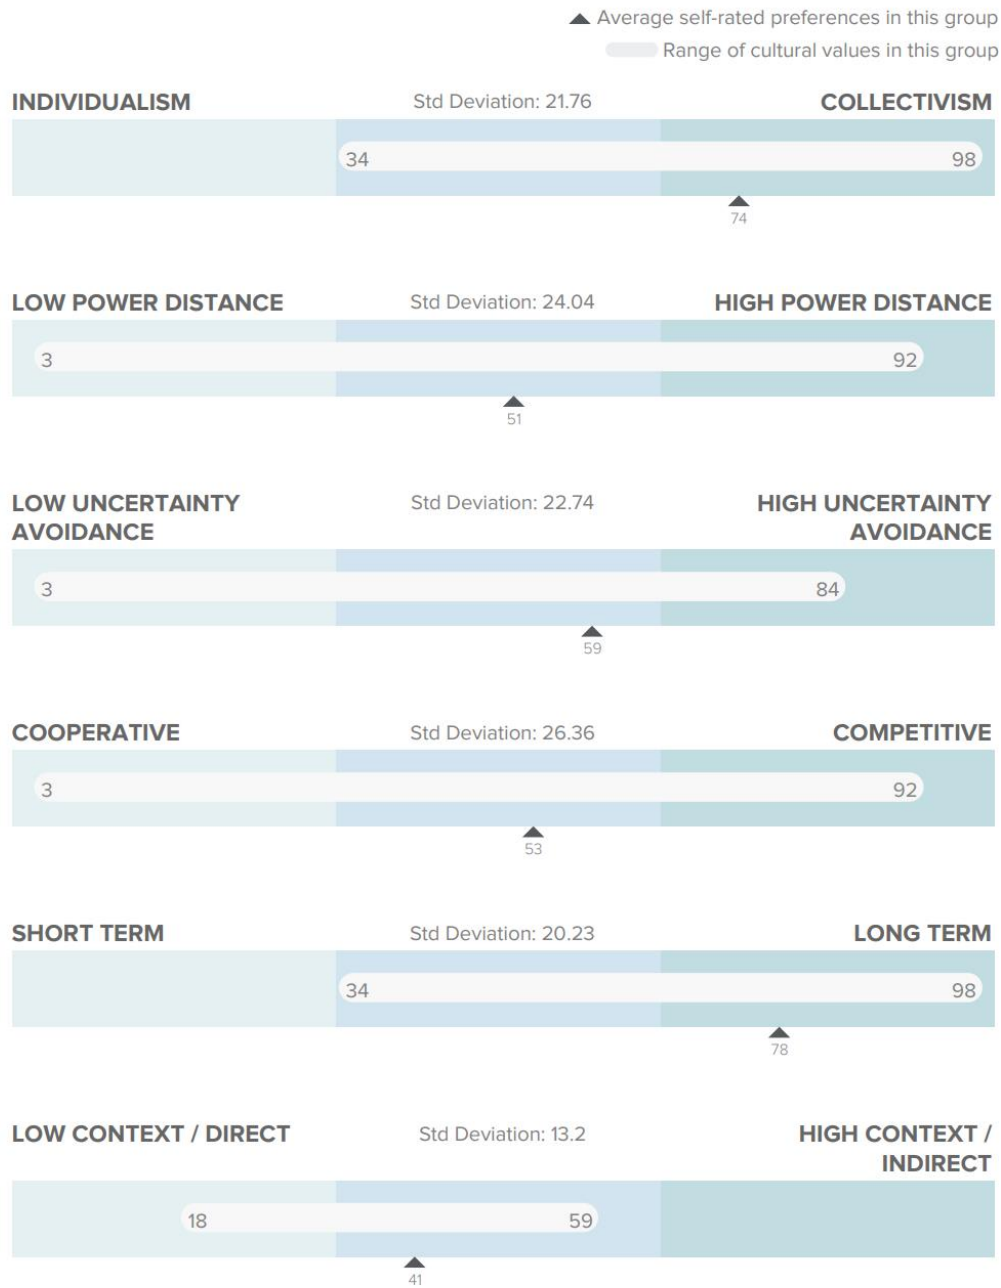 Average self-rated preferences in this group
Range of cultural values in this group
INDIVIDUALISM Std Deviation: 21.76 COLLECTIVISM
34 98
74
LOW POWER DISTANCE Std Deviation: 24.04 HIGH POWER DISTANCE
3 92
51
LOW UNCERTAINTY Std Deviation: 22.74 HIGH UNCERTAINTY
AVOIDANCE AVOIDANCE
3 84
59
COOPERATIVE Std Deviation: 26.36 COMPETITIVE
3 92
53
SHORT TERM Std Deviation: 20.23 LONG TERM
34 98
78
LOW CONTEXT / DIRECT Std Deviation: 13.2 HIGH CONTEXT /
INDIRECT
18 59
41